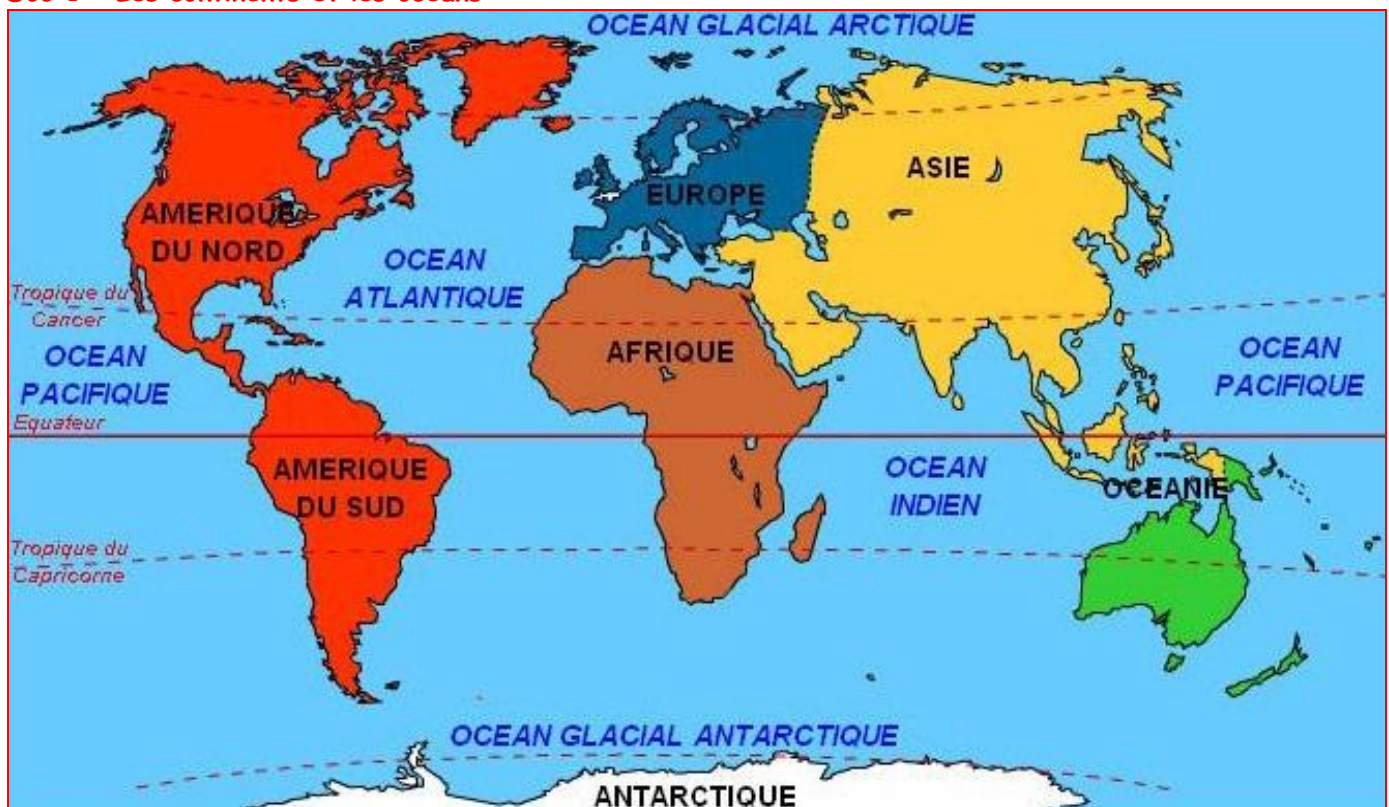 OCEAN GLACIAL ARCTIQUE
ASIE
EUROPE
AMERIQUE
DU NORD
OCEAN
ATLANTIQUE
Tropique du
Cancer
AFRIQUE
OCEAN
PACIFIQUE
OCEAN
PACIFIQUE
Equateur
AMERIQUE
DU SUD
OCEAN
INDIEN
OCEANIE
Tropique du
Capricorne
OCEAN GLACIAL ANTARCTIQUE
ANTARCTIQUE